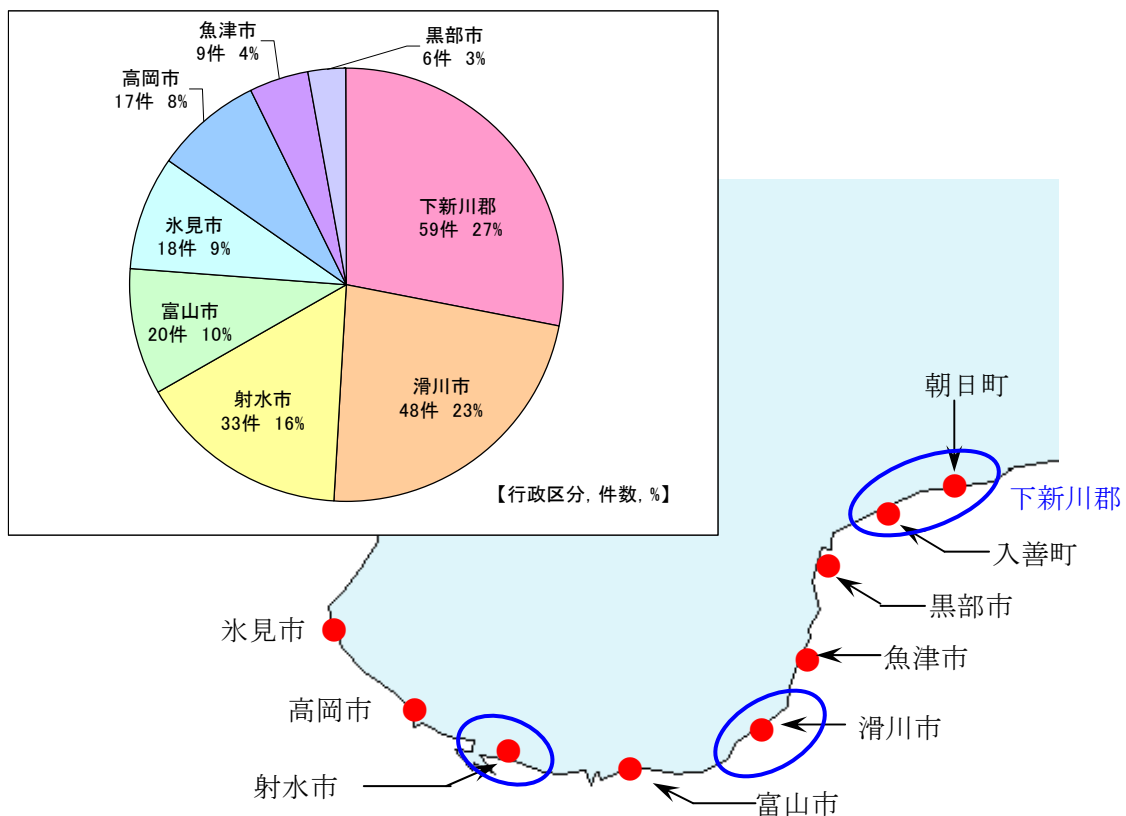 魚津市
9件 4%
黒部市
6件 3%
高岡市
17件 8%
下新川郡
59件 27%
氷見市
18件 9%
富山市
20件 10%
射水市
33件 16%
滑川市
48件 23%
【行政区分, 件数, %】
朝日町
下新川郡
入善町
黒部市
氷見市
魚津市
高岡市
滑川市
射水市
富山市